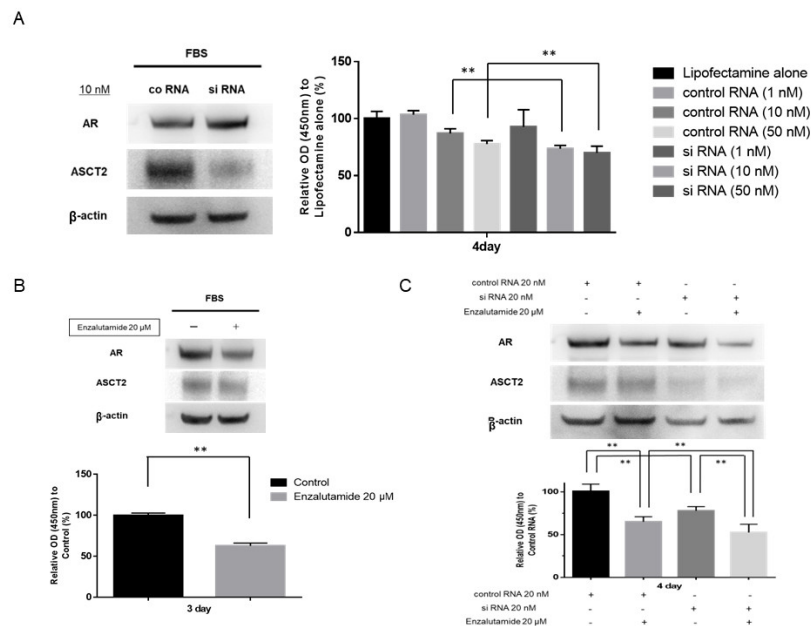 A
FBS
10 nM
co RNA si RNA
AR
ASCT2
β-actin
Relative OD (450nm) to
Lipofectamine alone (%)
150
100
50
0
**
**
4day
Lipofectamine alone
control RNA (1 nM)
control RNA (10 nM)
control RNA (50 nM)
si RNA (1 nM)
si RNA (10 nM)
si RNA (50 nM)
B
FBS
Enzalutamide 20 μM - +
AR
ASCT2
β-actin
Relative OD (450nm) to
Control (%)
150
100
50
0
**
3 day
Control
Enzalutamide 20 μM
C
control RNA 20 nM + + - -
si RNA 20 nM - - + +
Enzalutamide 20 μM - + - +
AR
ASCT2
β-actin
Relative OD (450nm) to
Control RNA (%)
100
50
0
** **
** **
4 day
control RNA 20 nM + + - -
si RNA 20 nM - - + +
Enzalutamide 20 μM - + - +